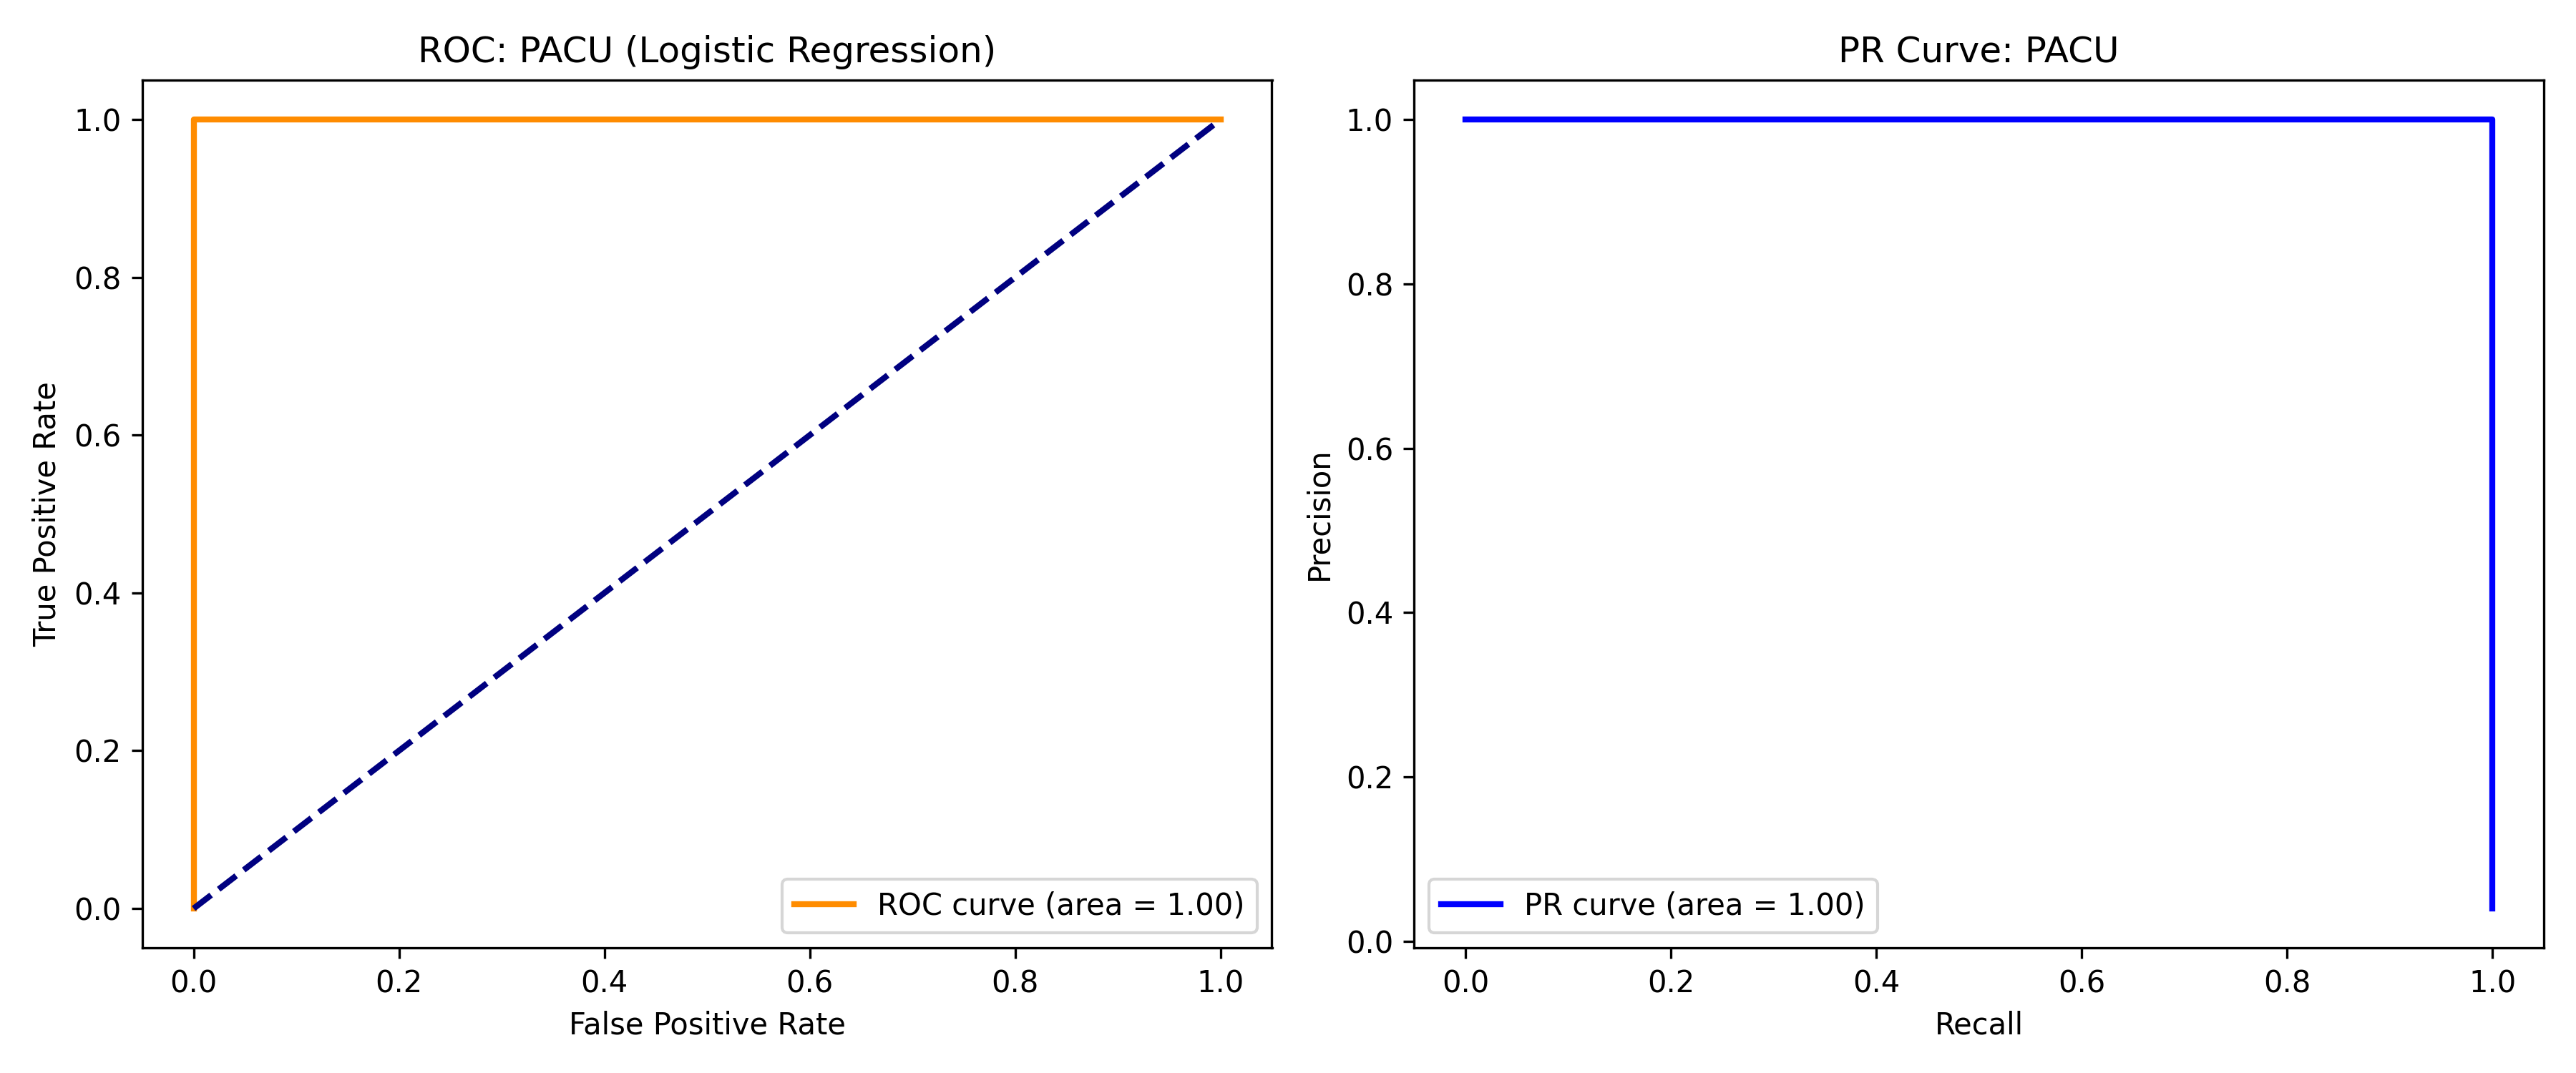 ROC: PACU (Logistic Regression)
True Positive Rate
1.0
0.8
0.6
0.4
0.2
0.0
ROC curve (area = 1.00)
0.0 0.2 0.4 0.6 0.8 1.0
False Positive Rate
PR Curve: PACU
Precision
1.0
0.8
0.6
0.4
0.2
0.0
PR curve (area = 1.00)
0.0 0.2 0.4 0.6 0.8 1.0
Recall